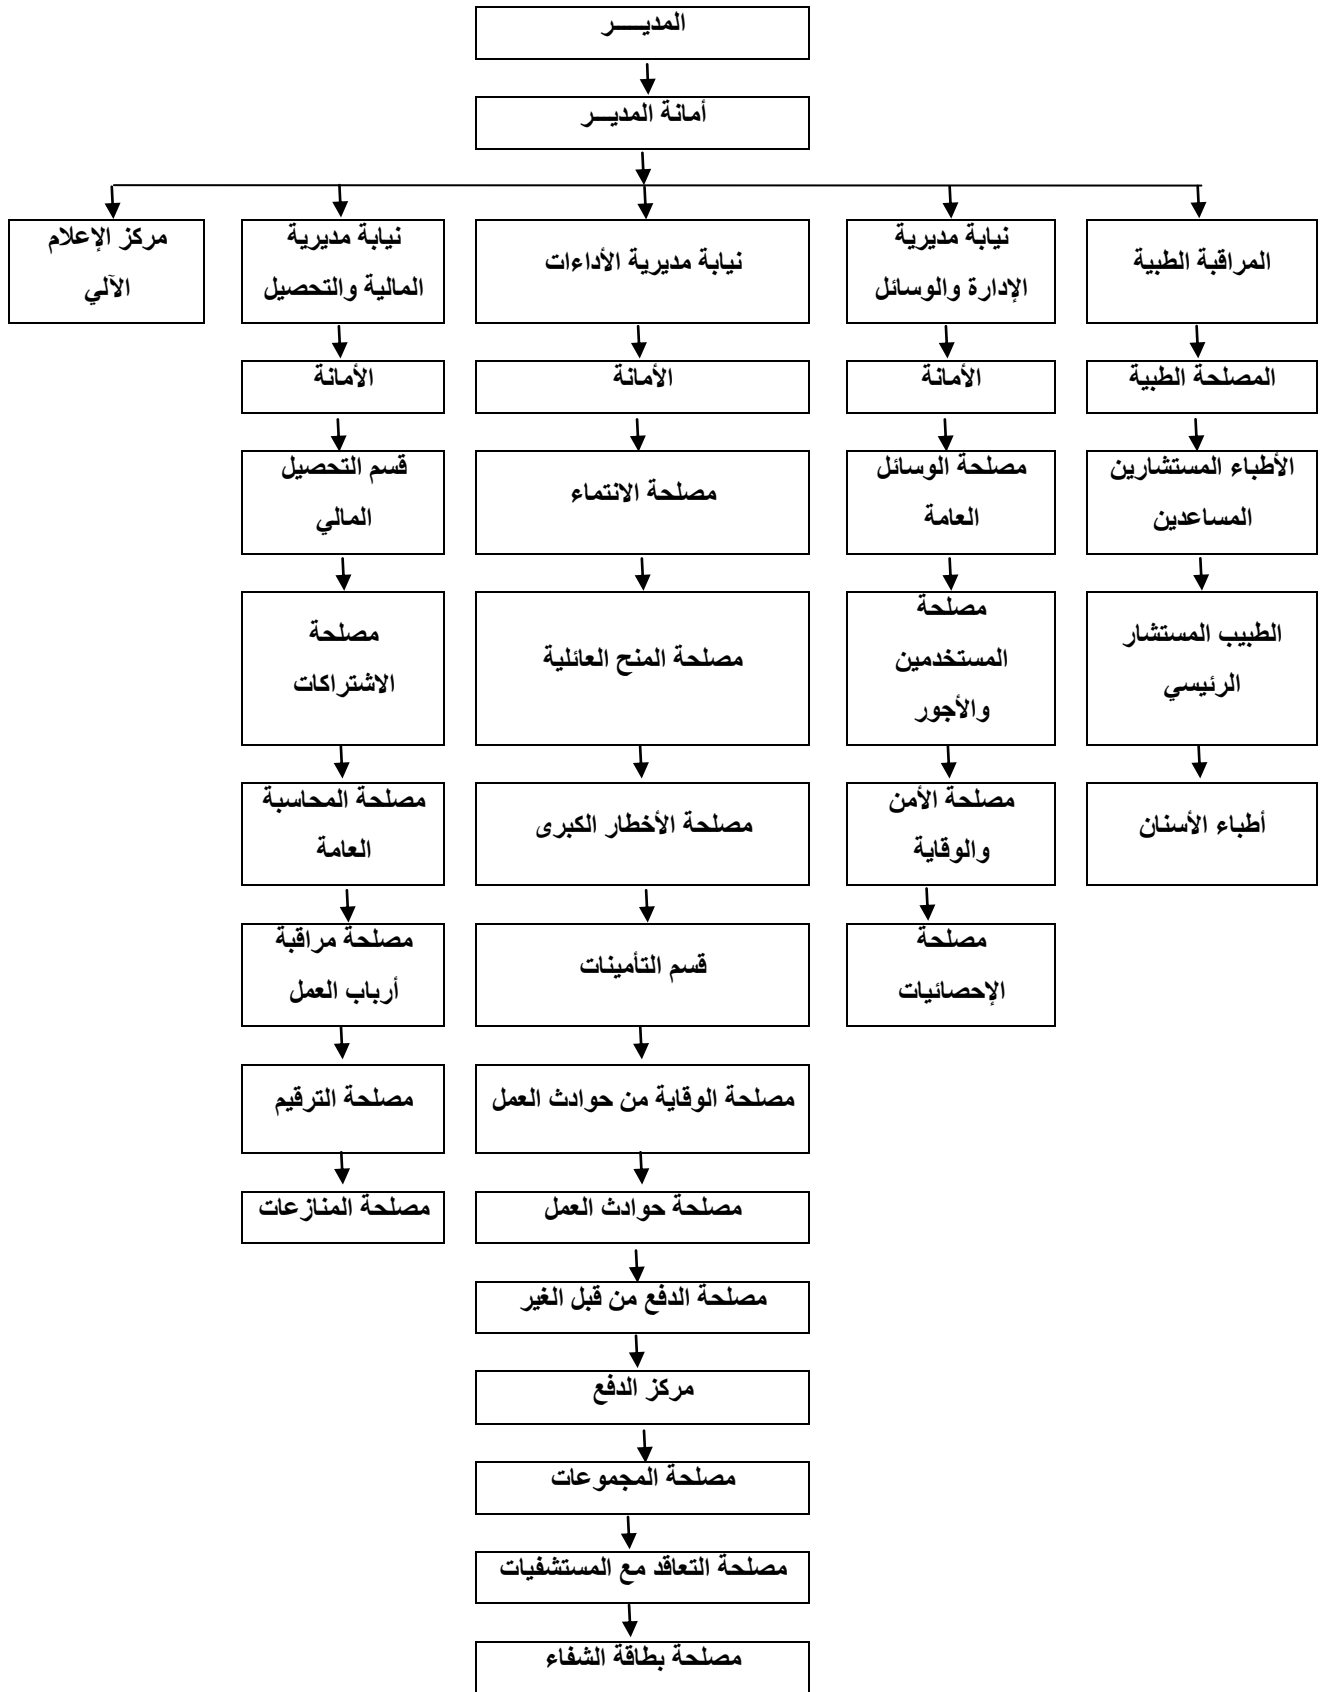 المديـــــر
أمانة المديــر
المراقبة الطبية
نيابة مديرية
الإدارة والوسائل
نيابة مديرية الأداءات
نيابة مديرية
المالية والتحصيل
مركز الإعلام
الآلي
المصلحة الطبية
الأمانة
الأمانة
الأمانة
الأطباء المستشارين
المساعدين
مصلحة الوسائل
العامة
مصلحة الانتماء
قسم التحصيل
المالي
الطبيب المستشار
الرئيسي
مصلحة
المستخدمين
والأجور
مصلحة المنح العائلية
مصلحة
الاشتراكات
أطباء الأسنان
مصلحة الأمن
والوقاية
مصلحة الأخطار الكبرى
مصلحة المحاسبة
العامة
مصلحة
الإحصائيات
قسم التأمينات
مصلحة مراقبة
أرباب العمل
مصلحة الوقاية من حوادث العمل
مصلحة الترقيم
مصلحة حوادث العمل
مصلحة المنازعات
مصلحة الدفع من قبل الغير
مركز الدفع
مصلحة المجموعات
مصلحة التعاقد مع المستشفيات
مصلحة بطاقة الشفاء